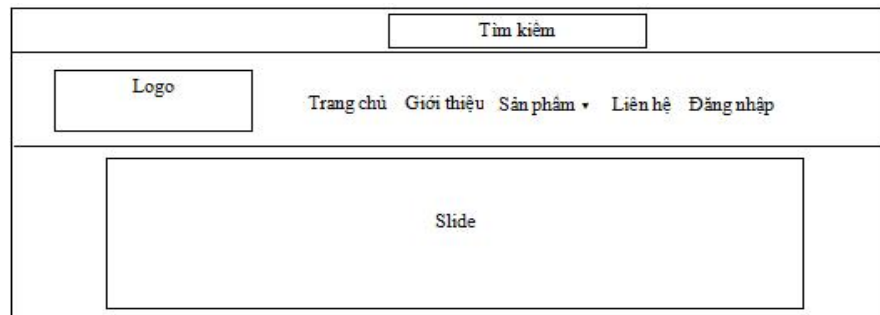 Tìm kiếm
Logo
Trang chủ Giới thiệu Sản phẩm ▾ Liên hệ Đăng nhập
Slide